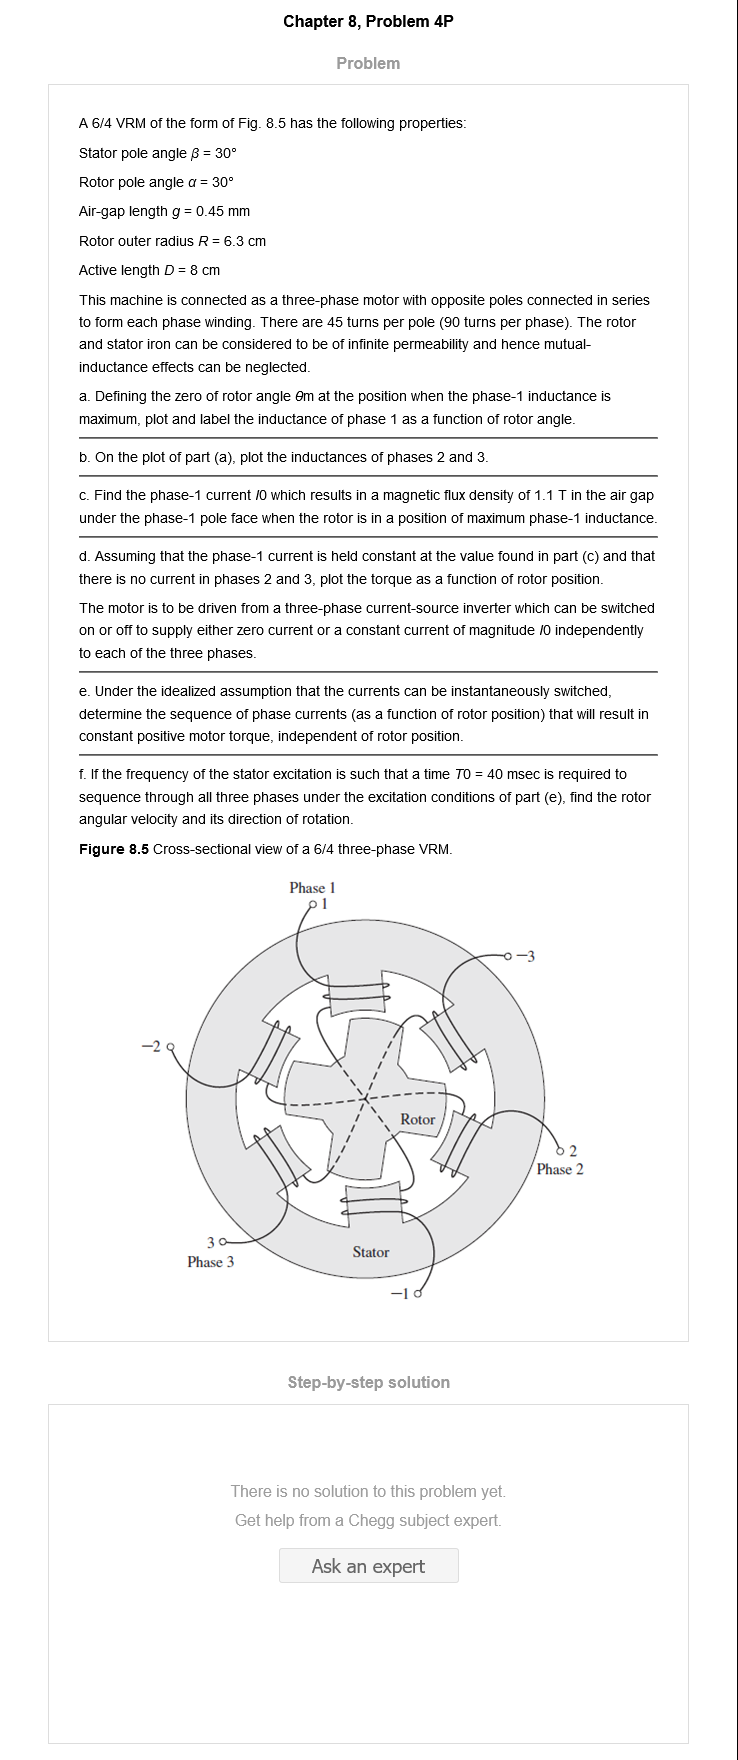 Chapter 8, Problem 4P
Problem
A 6/4 VRM of the form of Fig. 8.5 has the following properties:
Stator pole angle β = 30°
Rotor pole angle α = 30°
Air-gap length g = 0.45 mm
Rotor outer radius R = 6.3 cm
Active length D = 8 cm
This machine is connected as a three-phase motor with opposite poles connected in series
to form each phase winding. There are 45 turns per pole (90 turns per phase). The rotor
and stator iron can be considered to be of infinite permeability and hence mutual-
inductance effects can be neglected.
a. Defining the zero of rotor angle θm at the position when the phase-1 inductance is
maximum, plot and label the inductance of phase 1 as a function of rotor angle.
b. On the plot of part (a), plot the inductances of phases 2 and 3.
c. Find the phase-1 current I0 which results in a magnetic flux density of 1.1 T in the air gap
under the phase-1 pole face when the rotor is in a position of maximum phase-1 inductance.
d. Assuming that the phase-1 current is held constant at the value found in part (c) and that
there is no current in phases 2 and 3, plot the torque as a function of rotor position.
The motor is to be driven from a three-phase current-source inverter which can be switched
on or off to supply either zero current or a constant current of magnitude I0 independently
to each of the three phases.
e. Under the idealized assumption that the currents can be instantaneously switched,
determine the sequence of phase currents (as a function of rotor position) that will result in
constant positive motor torque, independent of rotor position.
f. If the frequency of the stator excitation is such that a time T0 = 40 msec is required to
sequence through all three phases under the excitation conditions of part (e), find the rotor
angular velocity and its direction of rotation.
Figure 8.5 Cross-sectional view of a 6/4 three-phase VRM.
Phase 1
1
−3
−2
Rotor
2
Phase 2
3
Phase 3
Stator
−1
Step-by-step solution
There is no solution to this problem yet.
Get help from a Chegg subject expert.
Ask an expert